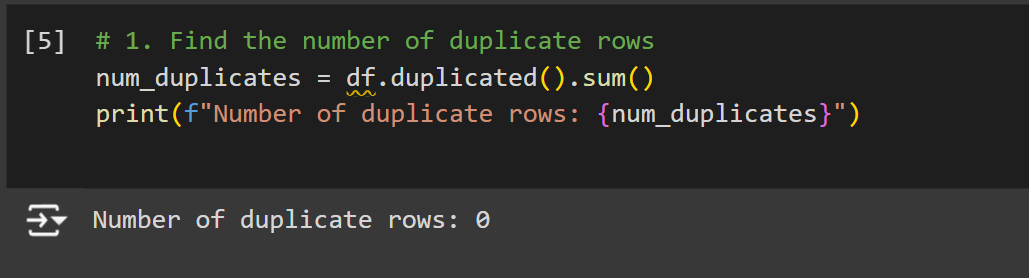 [5] # 1. Find the number of duplicate rows
num_duplicates = df.duplicated().sum()
print(f"Number of duplicate rows: {num_duplicates}")
Number of duplicate rows: 0